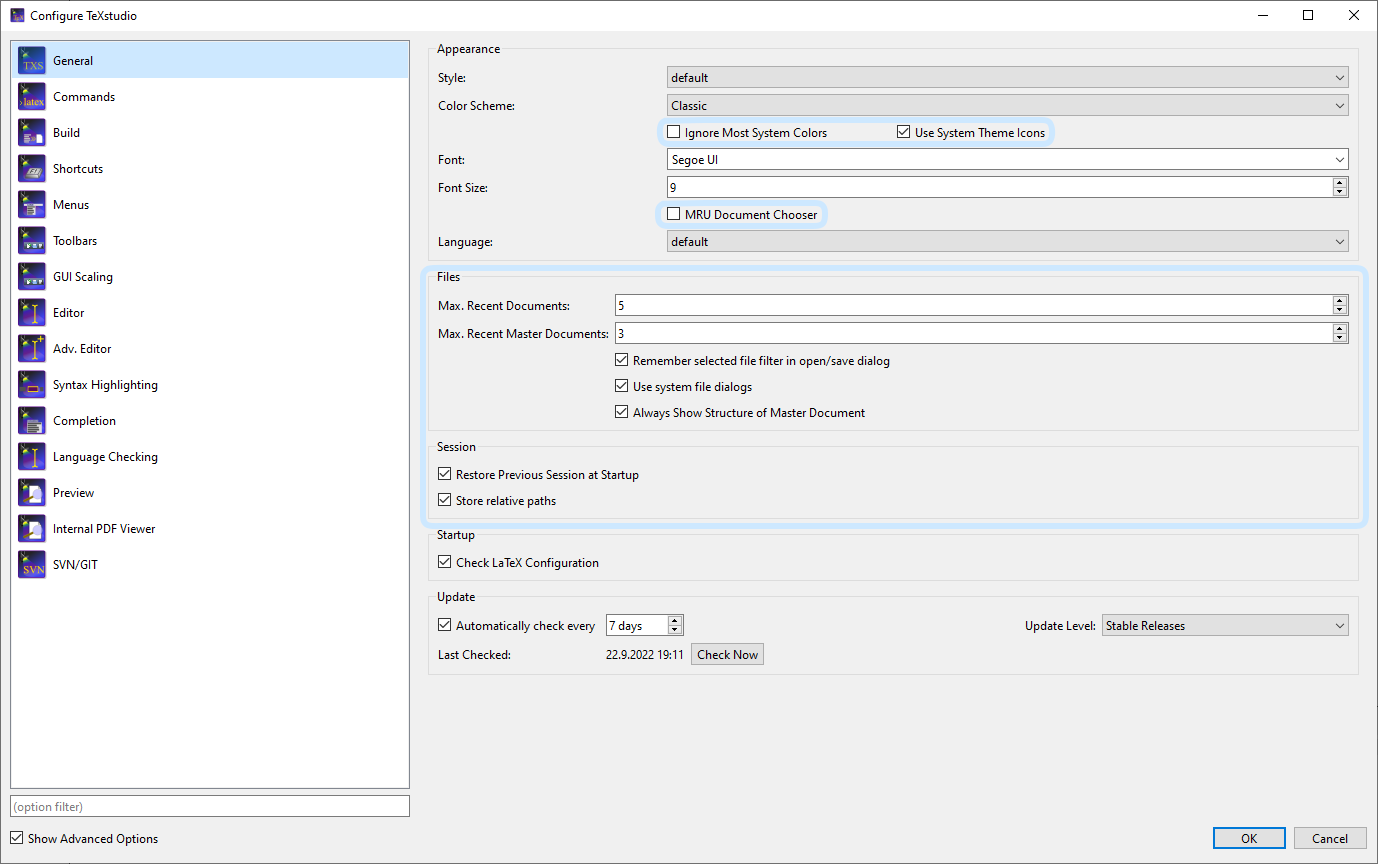 Configure TeXstudio
TXS General
›latex Commands
Build
Shortcuts
Menus
Toolbars
GUI Scaling
Editor
Adv. Editor
Syntax Highlighting
Completion
Language Checking
Preview
Internal PDF Viewer
SVN SVN/GIT
(option filter)
Show Advanced Options
Appearance
Style: default
Color Scheme: Classic
Ignore Most System Colors Use System Theme Icons
Font: Segoe UI
Font Size: 9
MRU Document Chooser
Language: default
Files
Max. Recent Documents: 5
Max. Recent Master Documents: 3
Remember selected file filter in open/save dialog
Use system file dialogs
Always Show Structure of Master Document
Session
Restore Previous Session at Startup
Store relative paths
Startup
Check LaTeX Configuration
Update
Automatically check every 7 days Update Level: Stable Releases
Last Checked: 22.9.2022 19:11 Check Now
OK Cancel